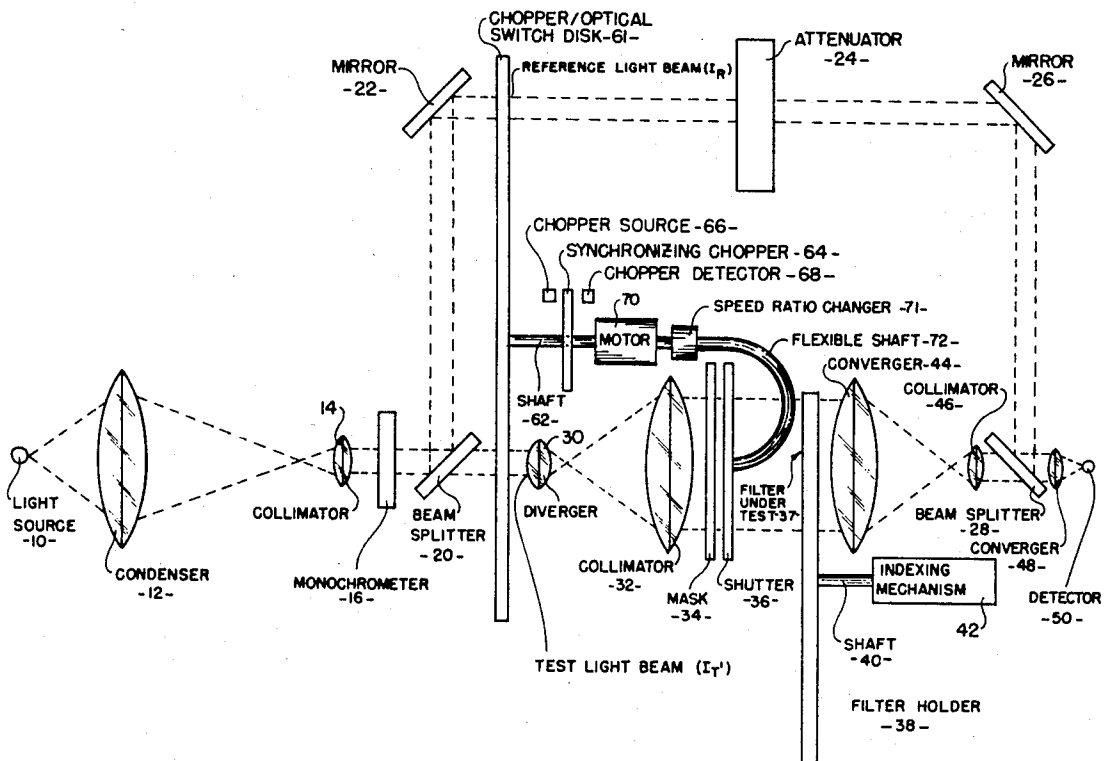 CHOPPER/OPTICAL
SWITCH DISK-61-
MIRROR
-22-
REFERENCE LIGHT BEAM (IR)
ATTENUATOR
-24-
MIRROR
-26-
CHOPPER SOURCE -66-
SYNCHRONIZING CHOPPER -64-
CHOPPER DETECTOR -68-
70
MOTOR
SPEED RATIO CHANGER -71-
FLEXIBLE SHAFT -72-
CONVERGER -44-
COLLIMATOR
-46-
SHAFT
-62-
14
30
LIGHT
SOURCE
-10-
CONDENSER
-12-
COLLIMATOR
MONOCHROMETER
-16-
BEAM
SPLITTER
-20-
DIVERGER
COLLIMATOR
-32-
MASK
-34-
SHUTTER
-36-
FILTER
UNDER
TEST-37-
BEAM
SPLITTER
-28-
CONVERGER
-48-
DETECTOR
-50-
INDEXING
MECHANISM
42
SHAFT
-40-
TEST LIGHT BEAM (IT')
FILTER HOLDER
-38-